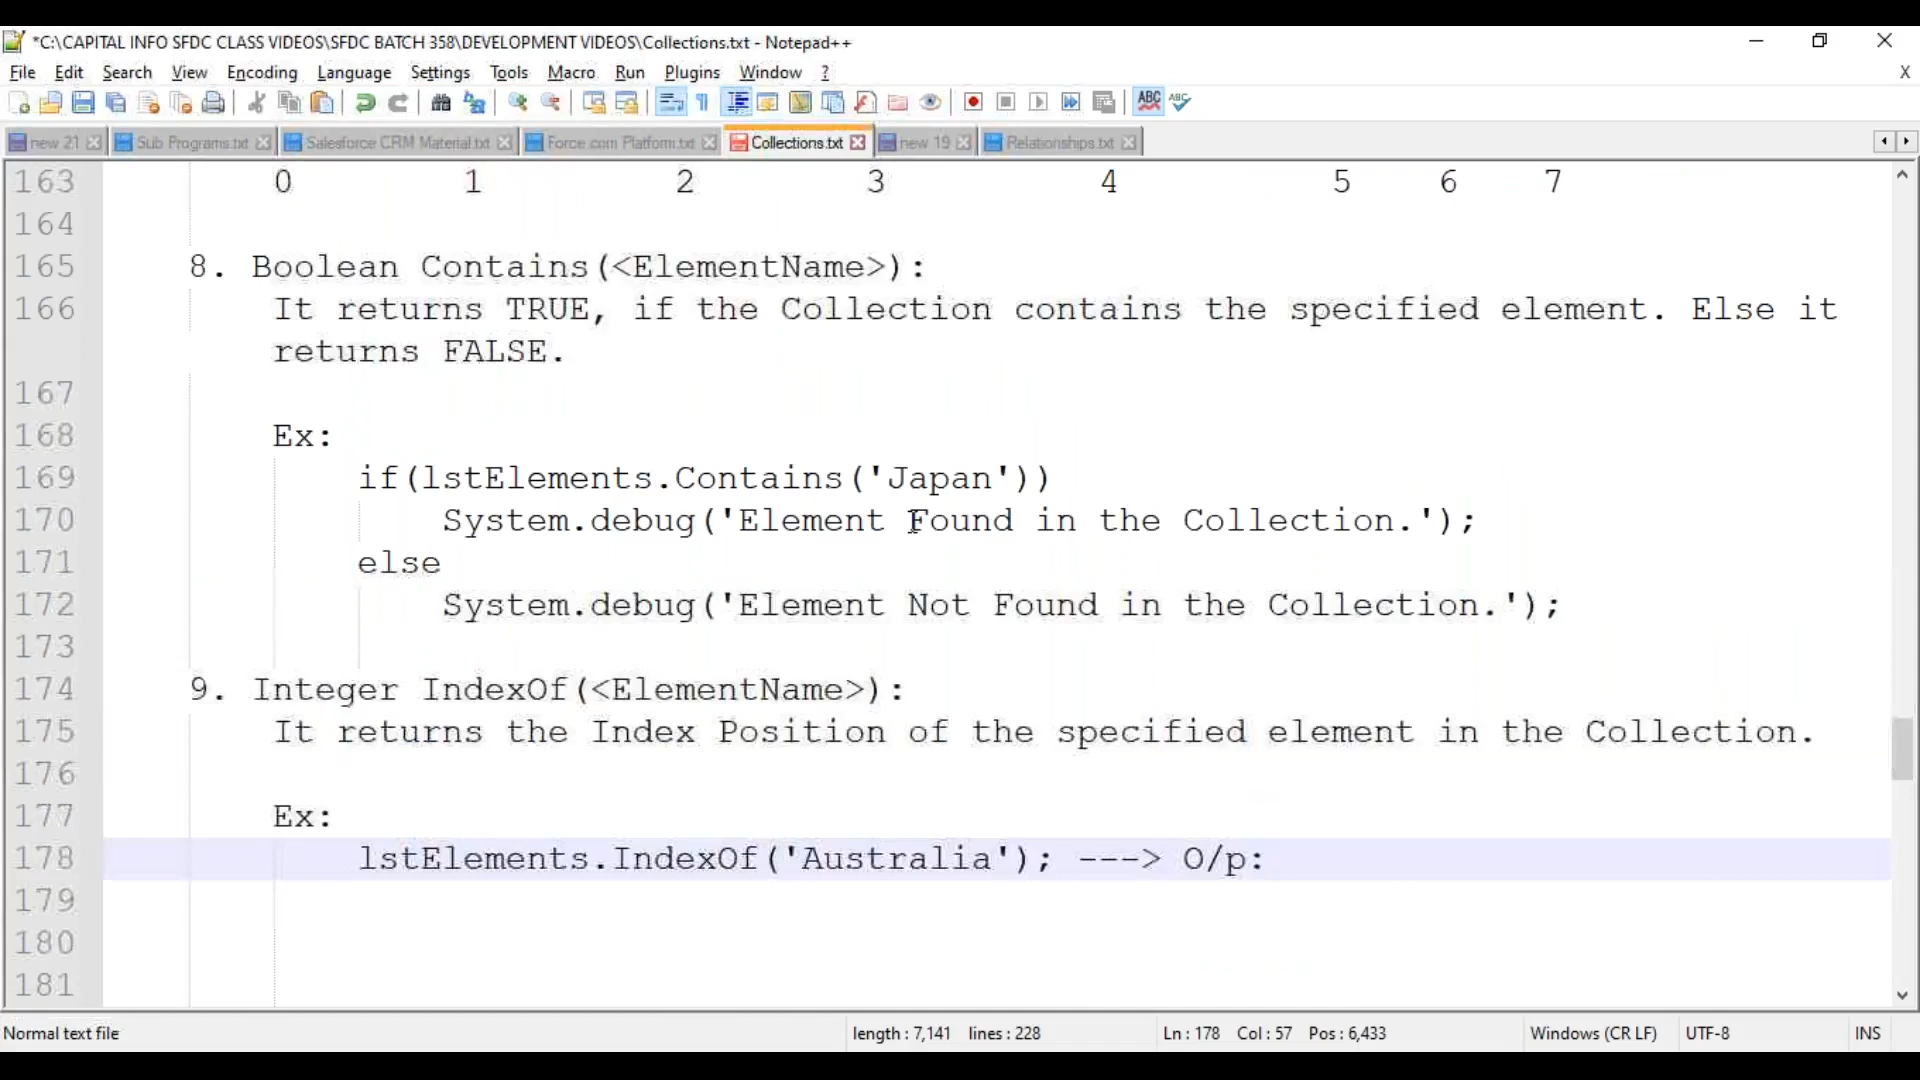 *C:\CAPITAL INFO SFDC CLASS VIDEOS\SFDC BATCH 358\DEVELOPMENT VIDEOS\Collections.txt - Notepad++
File Edit Search View Encoding Language Settings Tools Macro Run Plugins Window ? X
new 21 Sub Programs.txt Salesforce CRM Material.txt Force.com Platform.txt Collections.txt new 19 Relationships.txt
163 0 1 2 3 4 5 6 7
164
165 8. Boolean Contains(<ElementName>):
166 It returns TRUE, if the Collection contains the specified element. Else it
returns FALSE.
167
168 Ex:
169 if(lstElements.Contains('Japan'))
170 System.debug('Element Found in the Collection.');
171 else
172 System.debug('Element Not Found in the Collection.');
173
174 9. Integer IndexOf(<ElementName>):
175 It returns the Index Position of the specified element in the Collection.
176
177 Ex:
178 lstElements.IndexOf('Australia'); ---> O/p:
179
180
181
Normal text file length : 7,141 lines : 228 Ln : 178 Col : 57 Pos : 6,433 Windows (CR LF) UTF-8 INS